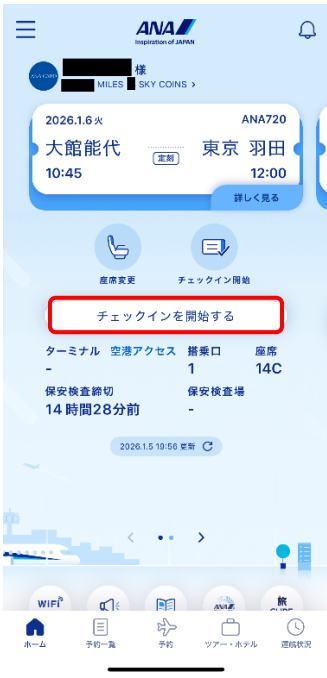 ANA
Inspiration of JAPAN
様
MILES SKY COINS >
2026.1.6火 ANA720
大館能代 定刻 東京 羽田
10:45 12:00
詳しく見る
座席変更 チェックイン開始
チェックインを開始する
ターミナル 空港アクセス 搭乗口 座席
- 1 14C
保安検査締切 保安検査場
14時間28分前 -
2026.1.5 19:56 更新
WiFi ANA 旅
CUBE
ホーム 予約一覧 予約 ツアー・ホテル 運航状況